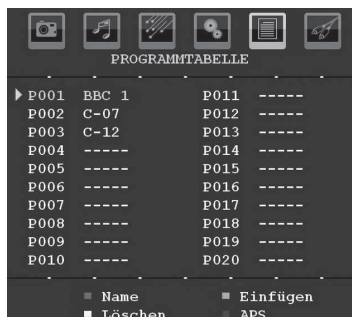 PROGRAMMTABELLE
P001 BBC 1 P011 -----
P002 C-07 P012 -----
P003 C-12 P013 -----
P004 ----- P014 -----
P005 ----- P015 -----
P006 ----- P016 -----
P007 ----- P017 -----
P008 ----- P018 -----
P009 ----- P019 -----
P010 ----- P020 -----
Name Einfügen
Löschen APS